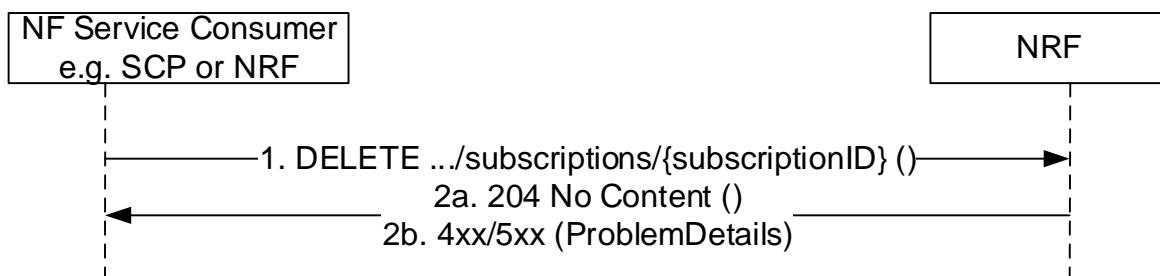 NF Service Consumer
e.g. SCP or NRF
NRF
1. DELETE .../subscriptions/{subscriptionID} ()
2a. 204 No Content ()
2b. 4xx/5xx (ProblemDetails)